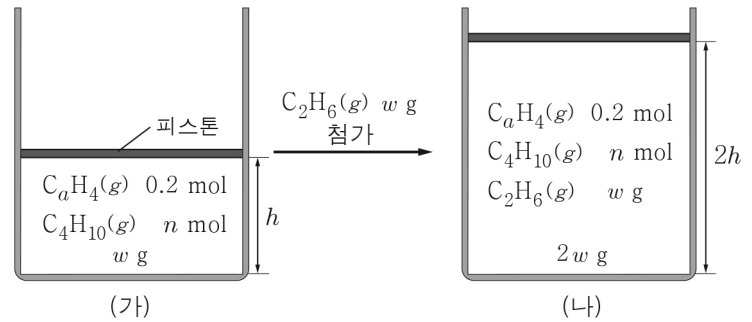 피스톤
CₐH₄(g) 0.2 mol
C₄H₁₀(g) n mol
w g
h
(가)
C₂H₆(g) w g
첨가
CₐH₄(g) 0.2 mol
C₄H₁₀(g) n mol
C₂H₆(g) w g
2w g
2h
(나)